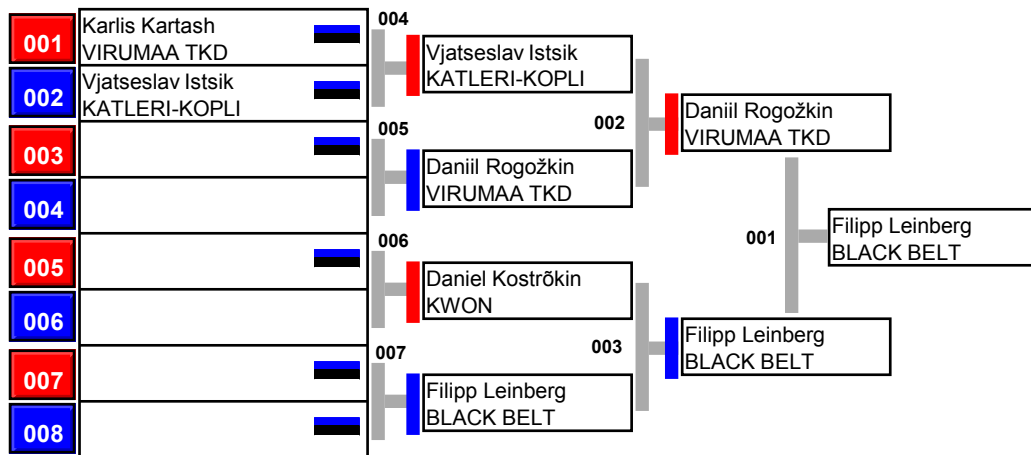 001
Karlis Kartash
VIRUMAA TKD
002
Vjatseslav Istsik
KATLERI-KOPLI
003
004
005
006
007
008
004
Vjatseslav Istsik
KATLERI-KOPLI
005
Daniil Rogožkin
VIRUMAA TKD
006
Daniel Kostrõkin
KWON
007
Filipp Leinberg
BLACK BELT
002
Daniil Rogožkin
VIRUMAA TKD
003
Filipp Leinberg
BLACK BELT
001
Filipp Leinberg
BLACK BELT